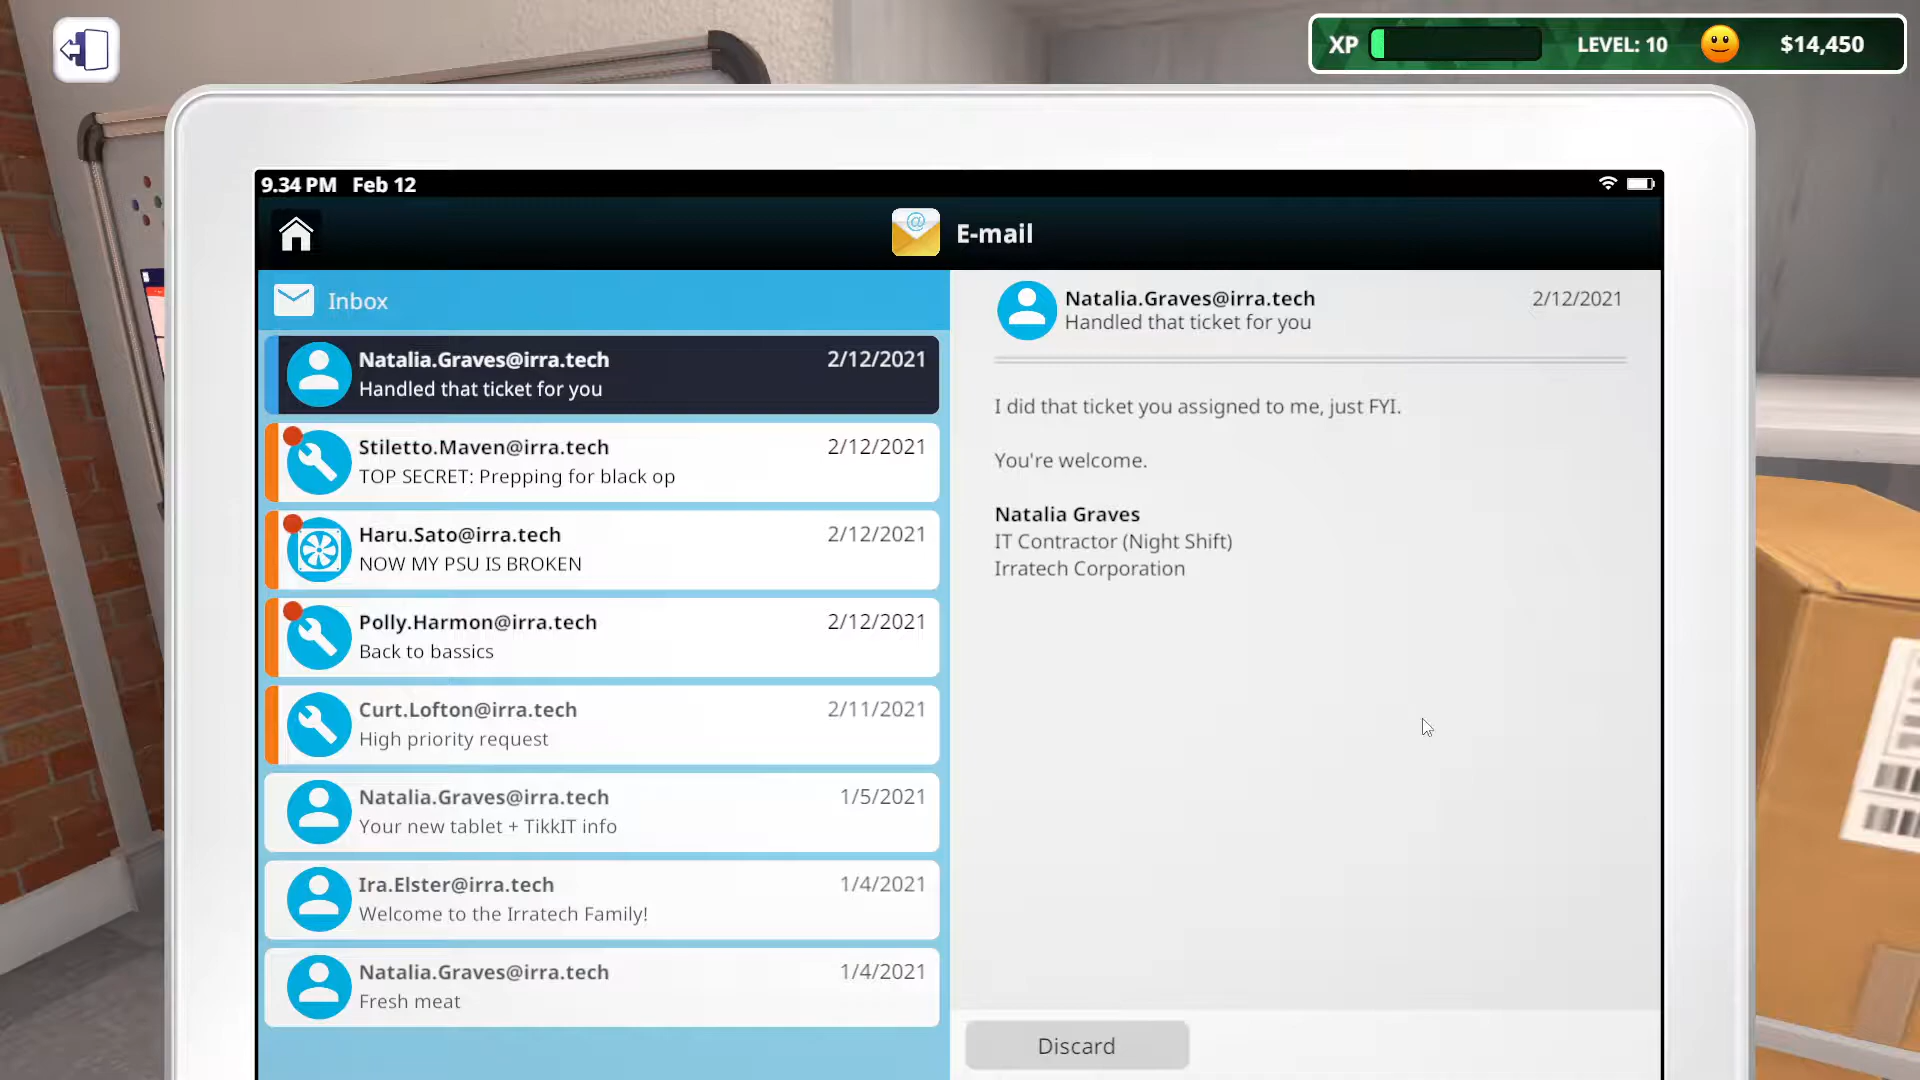 XP
LEVEL: 10
$14,450
9.34 PM Feb 12
E-mail
Inbox
Natalia.Graves@irra.tech 2/12/2021
Handled that ticket for you
Stiletto.Maven@irra.tech 2/12/2021
TOP SECRET: Prepping for black op
Haru.Sato@irra.tech 2/12/2021
NOW MY PSU IS BROKEN
Polly.Harmon@irra.tech 2/12/2021
Back to bassics
Curt.Lofton@irra.tech 2/11/2021
High priority request
Natalia.Graves@irra.tech 1/5/2021
Your new tablet + TikkIT info
Ira.Elster@irra.tech 1/4/2021
Welcome to the Irratech Family!
Natalia.Graves@irra.tech 1/4/2021
Fresh meat
Natalia.Graves@irra.tech 2/12/2021
Handled that ticket for you
I did that ticket you assigned to me, just FYI.
You're welcome.
Natalia Graves
IT Contractor (Night Shift)
Irratech Corporation
Discard